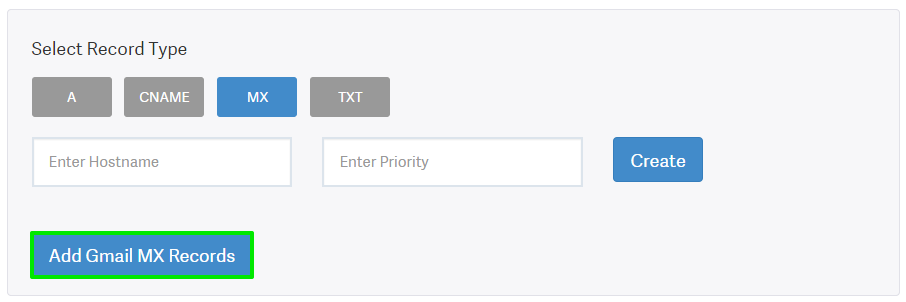 Select Record Type
A CNAME MX TXT
Enter Hostname Enter Priority Create
Add Gmail MX Records